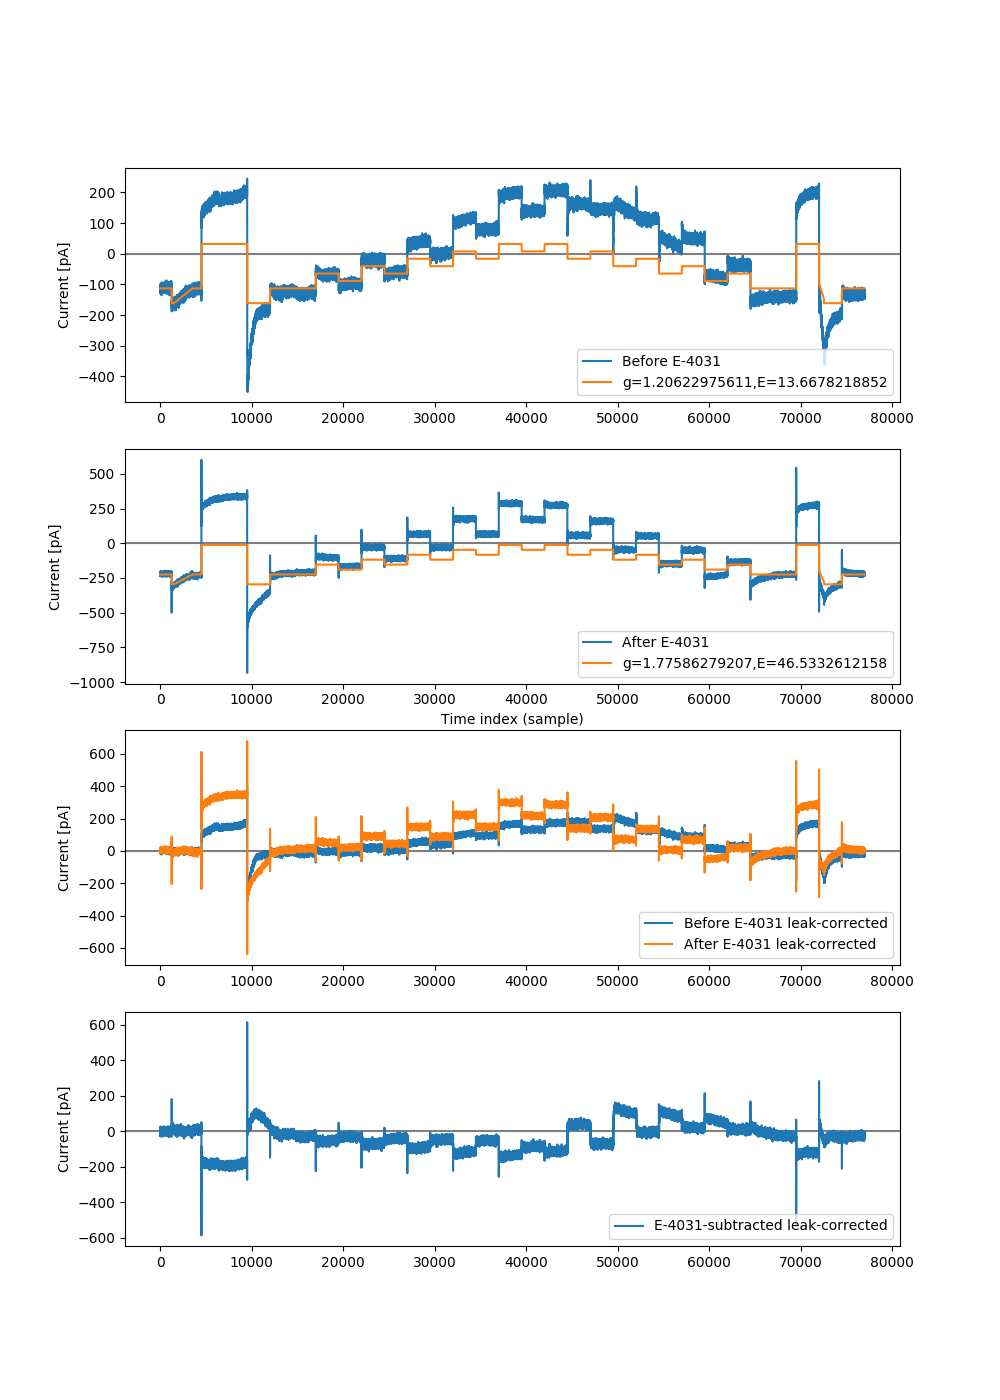 200
100
0
−100
−200
−300
−400
Current [pA]
Before E-4031
g=1.20622975611,E=13.6678218852
0 10000 20000 30000 40000 50000 60000 70000 80000
500
250
0
−250
−500
−750
−1000
Current [pA]
After E-4031
g=1.77586279207,E=46.5332612158
0 10000 20000 30000 40000 50000 60000 70000 80000
Time index (sample)
600
400
200
0
−200
−400
−600
Current [pA]
Before E-4031 leak-corrected
After E-4031 leak-corrected
0 10000 20000 30000 40000 50000 60000 70000 80000
600
400
200
0
−200
−400
−600
Current [pA]
E-4031-subtracted leak-corrected
0 10000 20000 30000 40000 50000 60000 70000 80000